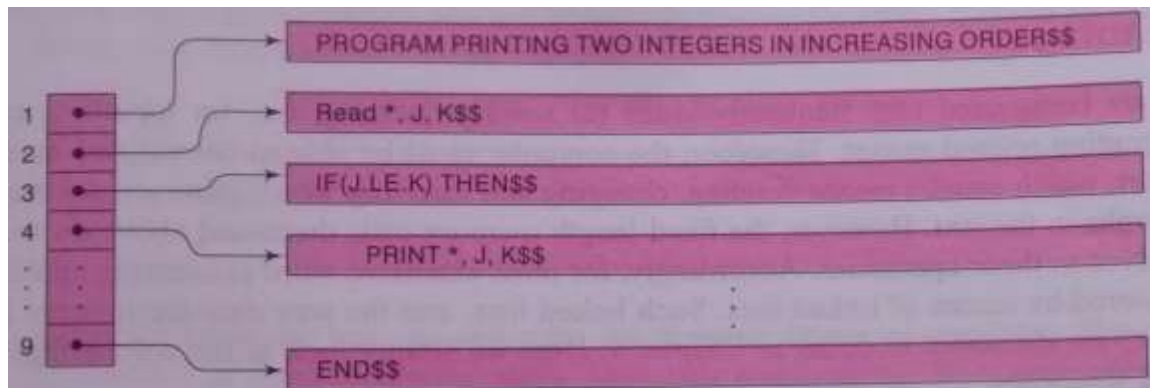 PROGRAM PRINTING TWO INTEGERS IN INCREASING ORDER$$
1
Read *, J, K$$
2
3
IF(J.LE.K) THEN$$
4
PRINT *, J, K$$
9
END$$